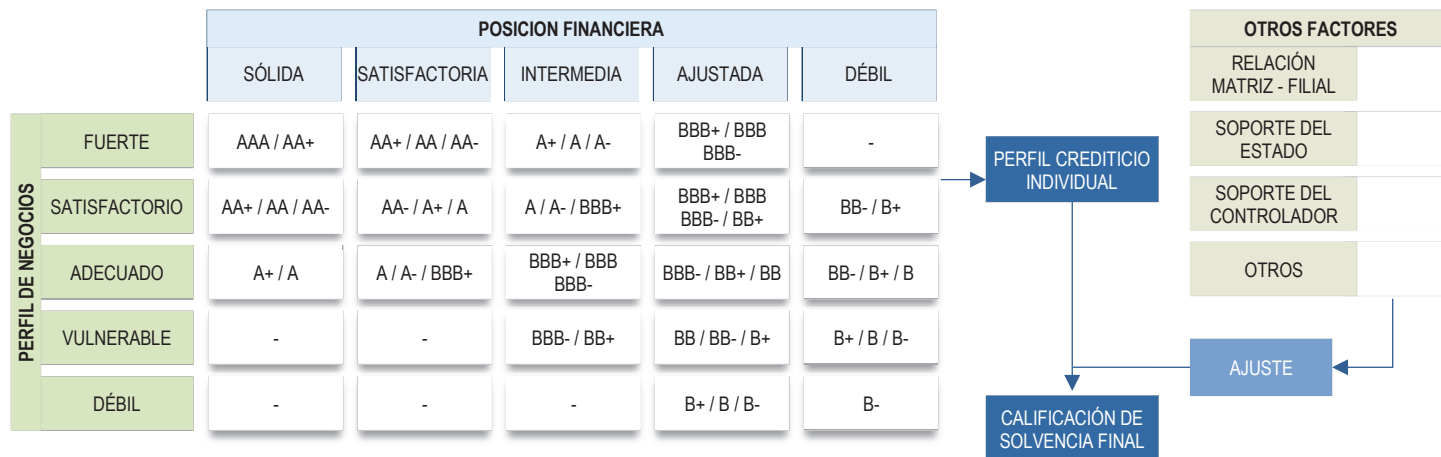 POSICION FINANCIERA
SÓLIDA
SATISFACTORIA
INTERMEDIA
AJUSTADA
DÉBIL
PERFIL DE NEGOCIOS
FUERTE
AAA / AA+
AA+ / AA / AA-
A+ / A / A-
BBB+ / BBB
BBB-
-
SATISFACTORIO
AA+ / AA / AA-
AA- / A+ / A
A / A- / BBB+
BBB+ / BBB
BBB- / BB+
BB- / B+
ADECUADO
A+ / A
A / A- / BBB+
BBB+ / BBB
BBB-
BBB- / BB+ / BB
BB- / B+ / B
VULNERABLE
-
-
BBB- / BB+
BB / BB- / B+
B+ / B / B-
DÉBIL
-
-
-
B+ / B / B-
B-
PERFIL CREDITICIO
INDIVIDUAL
CALIFICACIÓN DE
SOLVENCIA FINAL
OTROS FACTORES
RELACIÓN
MATRIZ - FILIAL
SOPORTE DEL
ESTADO
SOPORTE DEL
CONTROLADOR
OTROS
AJUSTE